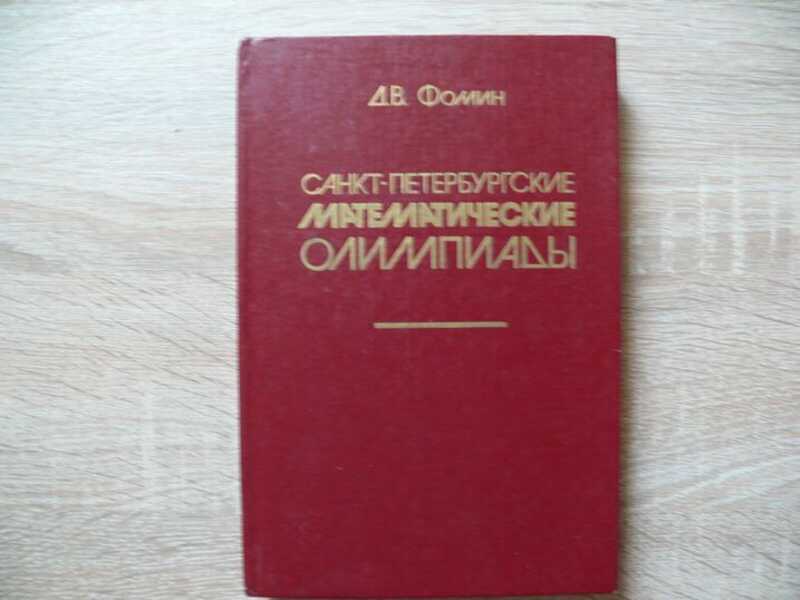 Д.В. Фомин
САНКТ-ПЕТЕРБУРГСКИЕ
МАТЕМАТИЧЕСКИЕ
ОЛИМПИАДЫ